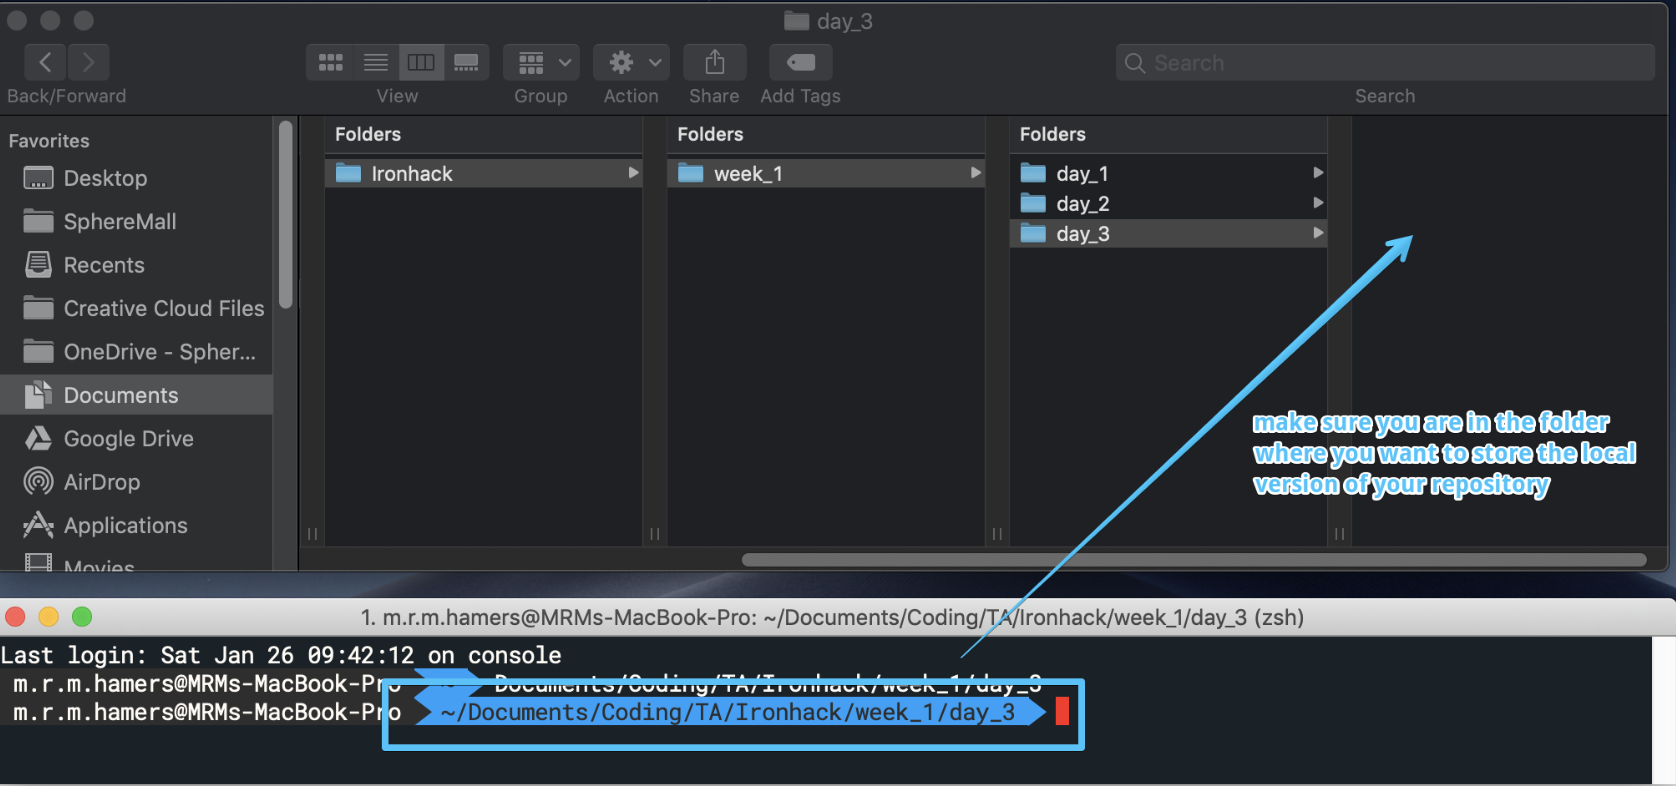 day_3
Back/Forward
View
Group
Action
Share
Add Tags
Search
Search
Favorites
Desktop
SphereMall
Recents
Creative Cloud Files
OneDrive - Spher...
Documents
Google Drive
AirDrop
Applications
Movies
Folders
Ironhack
Folders
week_1
Folders
day_1
day_2
day_3
make sure you are in the folder
where you want to store the local
version of your repository
1. m.r.m.hamers@MRMs-MacBook-Pro: ~/Documents/Coding/TA/Ironhack/week_1/day_3 (zsh)
Last login: Sat Jan 26 09:42:12 on console
m.r.m.hamers@MRMs-MacBook-Pro ~ Documents/Coding/TA/Ironhack/week_1/day_3
m.r.m.hamers@MRMs-MacBook-Pro ~/Documents/Coding/TA/Ironhack/week_1/day_3